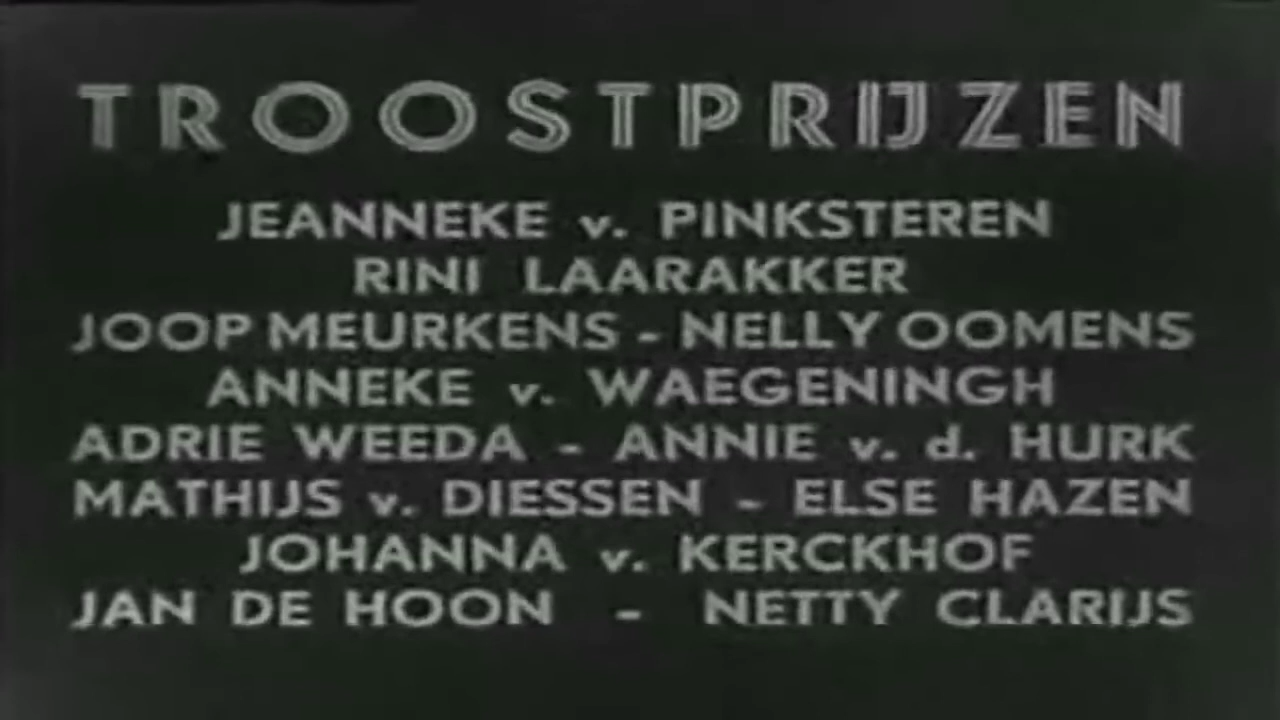 TROOSTPRIJZEN
JEANNEKE v. PINKSTEREN
RINI LAARAKKER
JOOP MEURKENS - NELLY OOMENS
ANNEKE v. WAEGENINGH
ADRIE WEEDA - ANNIE v. d. HURK
MATHIJS v. DIESSEN - ELSE HAZEN
JOHANNA v. KERCKHOF
JAN DE HOON - NETTY CLARIJS